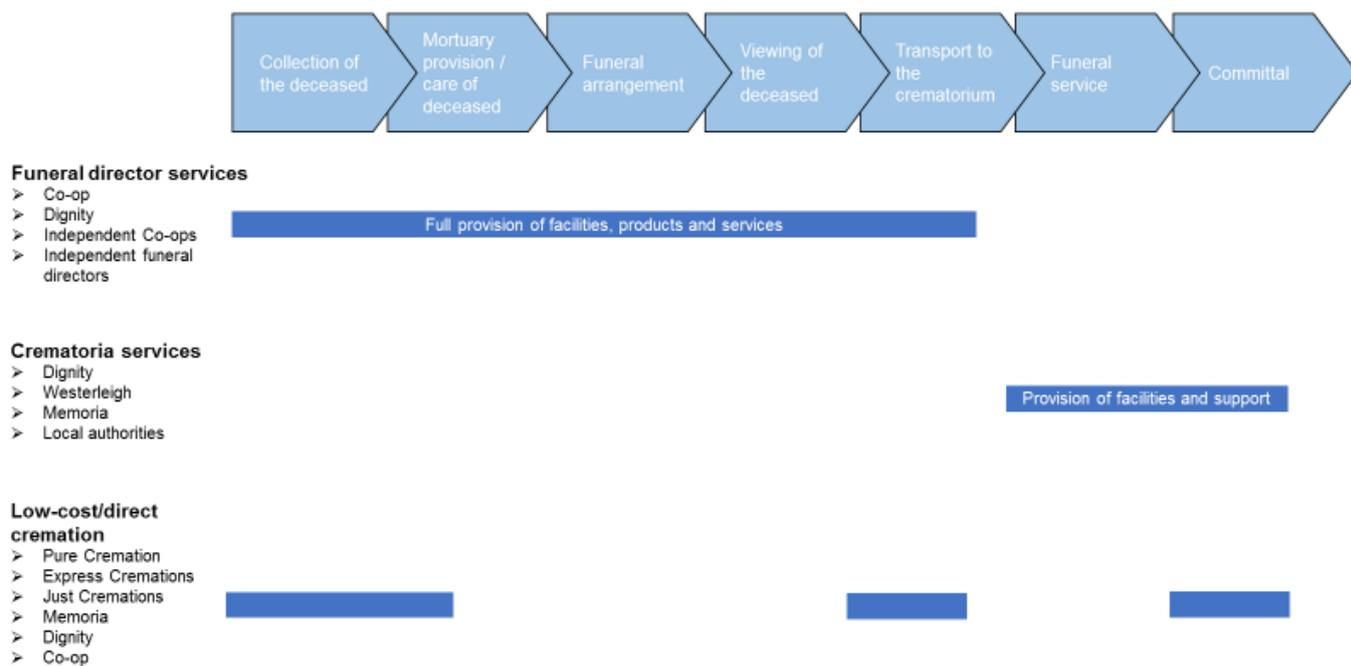 Collection of
the deceased
Mortuary
provision /
care of
deceased
Funeral
arrangement
Viewing of
the
deceased
Transport to
the
crematorium
Funeral
service
Committal
Funeral director services
➢ Co-op
➢ Dignity
➢ Independent Co-ops
➢ Independent funeral
directors
Full provision of facilities, products and services
Crematoria services
➢ Dignity
➢ Westerleigh
➢ Memoria
➢ Local authorities
Provision of facilities and support
Low-cost/direct
cremation
➢ Pure Cremation
➢ Express Cremations
➢ Just Cremations
➢ Memoria
➢ Dignity
➢ Co-op